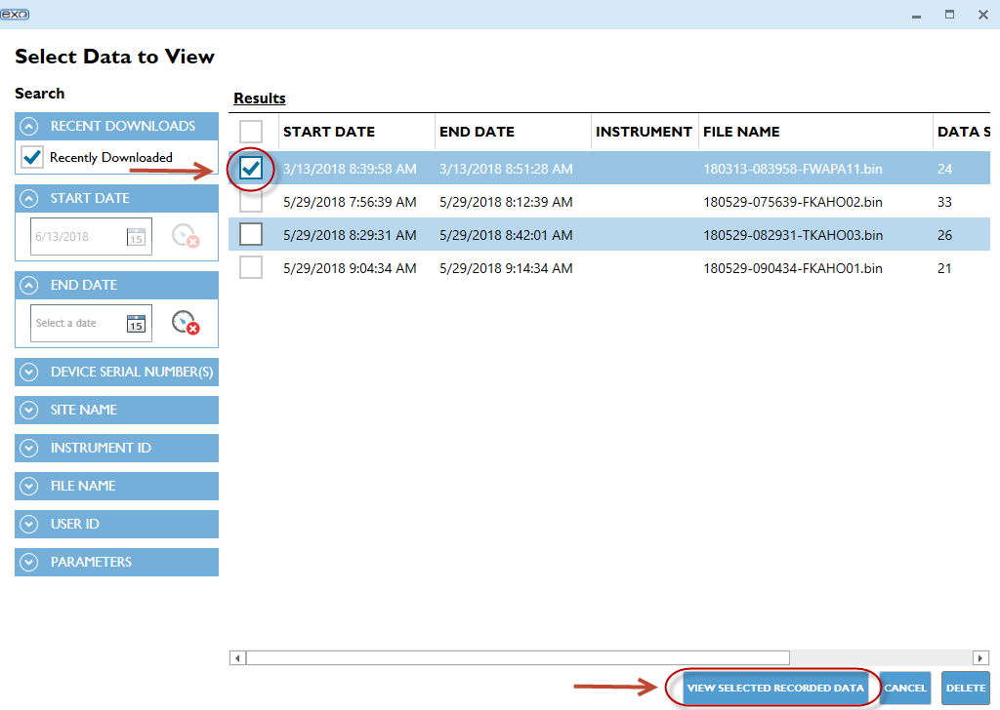 exo
Select Data to View
Search
RECENT DOWNLOADS
Recently Downloaded
START DATE
6/13/2018
15
END DATE
Select a date
15
DEVICE SERIAL NUMBER(S)
SITE NAME
INSTRUMENT ID
FILE NAME
USER ID
PARAMETERS
Results
START DATE END DATE INSTRUMENT FILE NAME DATA S
3/13/2018 8:39:58 AM 3/13/2018 8:51:28 AM 180313-083958-FWAPA11.bin 24
5/29/2018 7:56:39 AM 5/29/2018 8:12:39 AM 180529-075639-FKAHO02.bin 33
5/29/2018 8:29:31 AM 5/29/2018 8:42:01 AM 180529-082931-TKAHO03.bin 26
5/29/2018 9:04:34 AM 5/29/2018 9:14:34 AM 180529-090434-FKAHO01.bin 21
VIEW SELECTED RECORDED DATA CANCEL DELETE